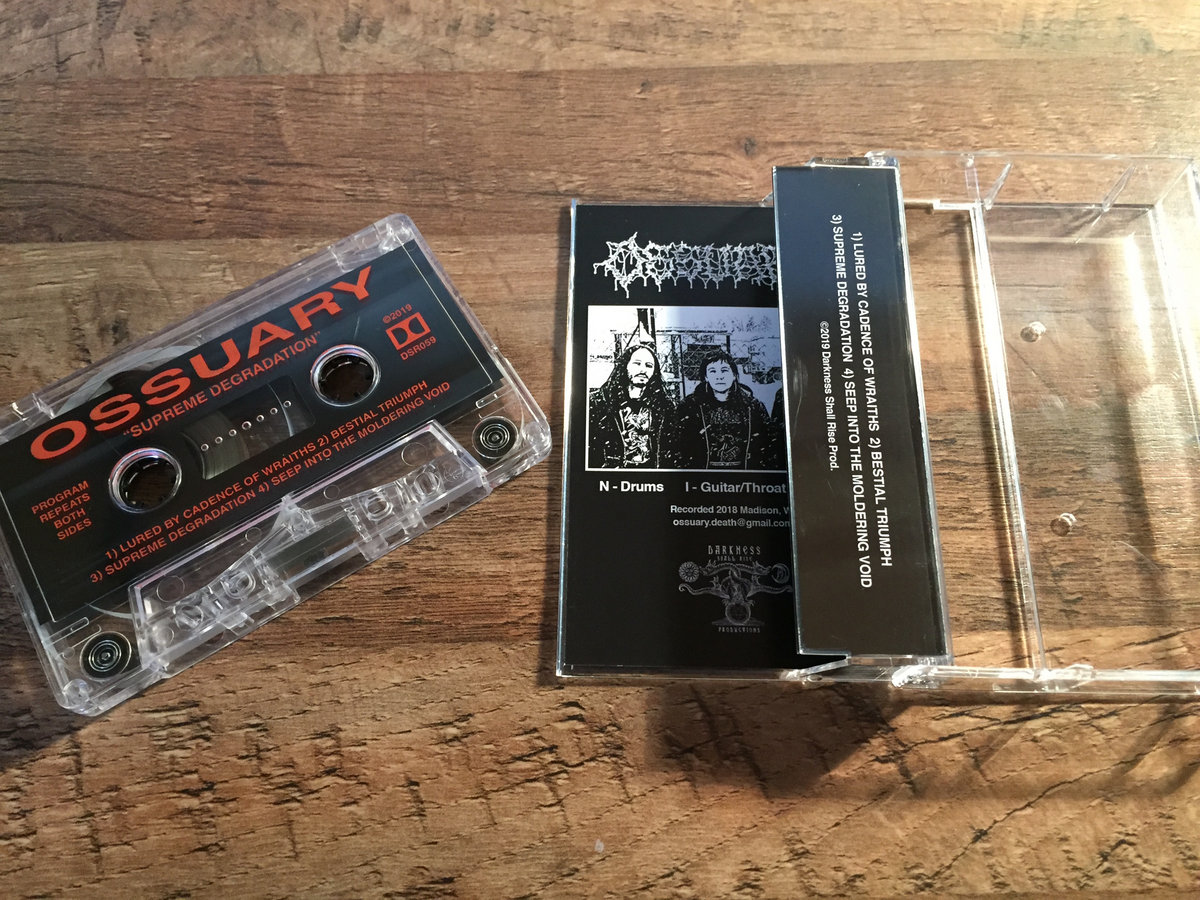 OSSUARY
"SUPREME DEGRADATION"
©2019
DSR059
PROGRAM
REPEATS
BOTH
SIDES
1) LURED BY CADENCE OF WRAITHS 2) BESTIAL TRIUMPH
3) SUPREME DEGRADATION 4) SEEP INTO THE MOLDERING VOID
N - Drums I - Guitar/Throat
Recorded 2018 Madison, W
ossuary.death@gmail.con
DARKNESS
SHALL RISE
PRODUCTIONS
1) LURED BY CADENCE OF WRAITHS 2) BESTIAL TRIUMPH
3) SUPREME DEGRADATION 4) SEEP INTO THE MOLDERING VOID
©2019 Darkness Shall Rise Prod.